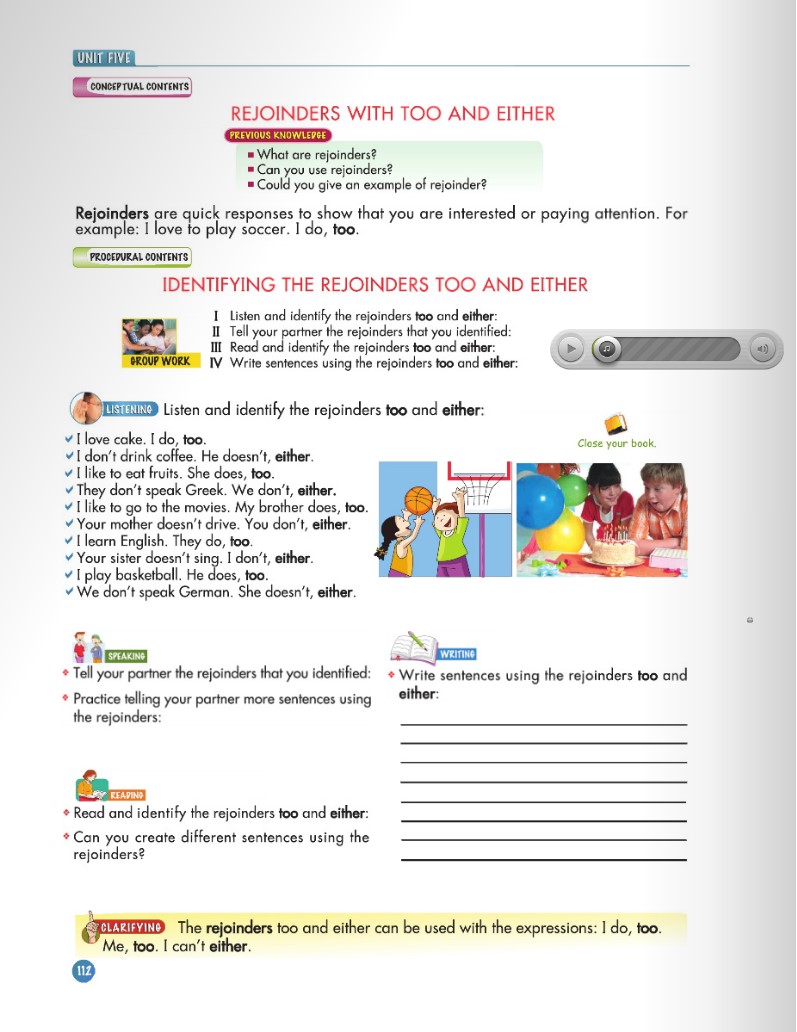 UNIT FIVE
CONCEPTUAL CONTENTS
REJOINDERS WITH TOO AND EITHER
PREVIOUS KNOWLEDGE
What are rejoinders?
Can you use rejoinders?
Could you give an example of rejoinder?
Rejoinders are quick responses to show that you are interested or paying attention. For
example: I love to play soccer. I do, too.
PROCEDURAL CONTENTS
IDENTIFYING THE REJOINDERS TOO AND EITHER
I Listen and identify the rejoinders too and either:
II Tell your partner the rejoinders that you identified:
III Read and identify the rejoinders too and either:
IV Write sentences using the rejoinders too and either:
GROUP WORK
LISTENING Listen and identify the rejoinders too and either:
Close your book.
I love cake. I do, too.
I don't drink coffee. He doesn't, either.
I like to eat fruits. She does, too.
They don't speak Greek. We don't, either.
I like to go to the movies. My brother does, too.
Your mother doesn't drive. You don't, either.
I learn English. They do, too.
Your sister doesn't sing. I don't, either.
I play basketball. He does, too.
We don't speak German. She doesn't, either.
SPEAKING
Tell your partner the rejoinders that you identified:
Practice telling your partner more sentences using
the rejoinders:
READING
Read and identify the rejoinders too and either:
Can you create different sentences using the
rejoinders?
WRITING
Write sentences using the rejoinders too and
either:
CLARIFYING The rejoinders too and either can be used with the expressions: I do, too.
Me, too. I can't either.
112